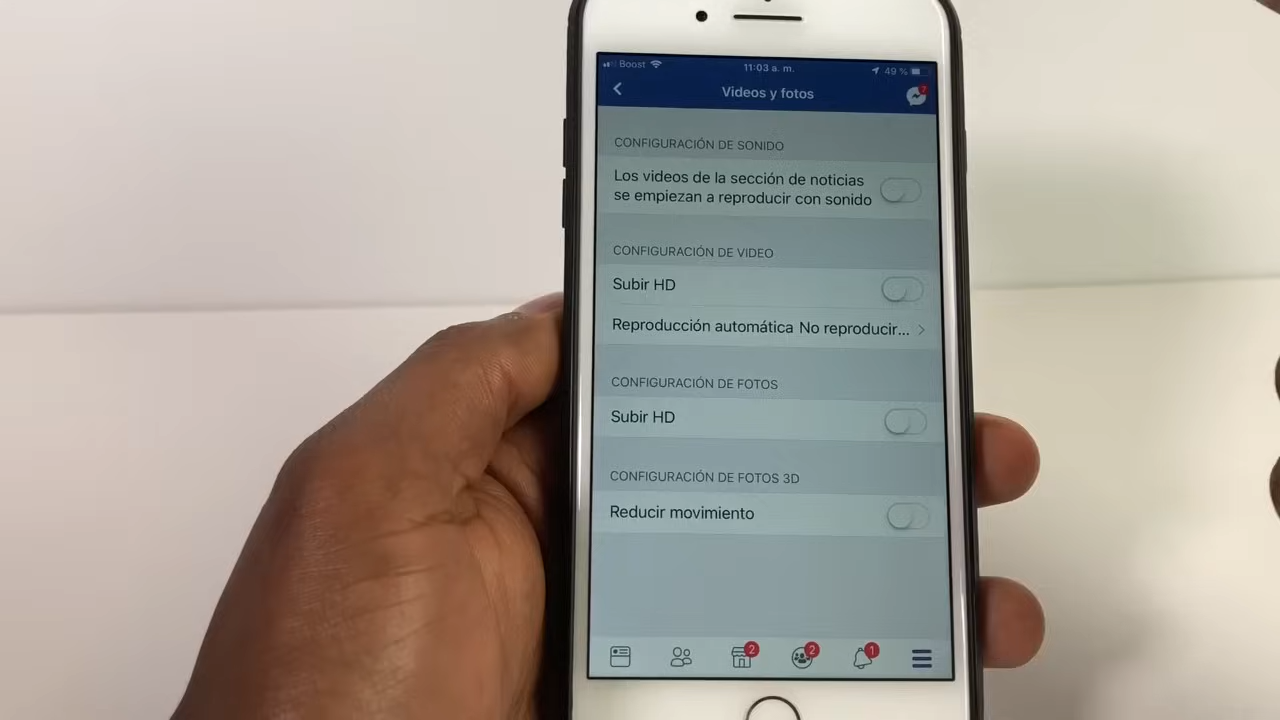 Boost 11:03 a. m. 49 %
Videos y fotos
7
CONFIGURACIÓN DE SONIDO
Los videos de la sección de noticias
se empiezan a reproducir con sonido
CONFIGURACIÓN DE VIDEO
Subir HD
Reproducción automática No reproducir...
CONFIGURACIÓN DE FOTOS
Subir HD
CONFIGURACIÓN DE FOTOS 3D
Reducir movimiento
2 2 1